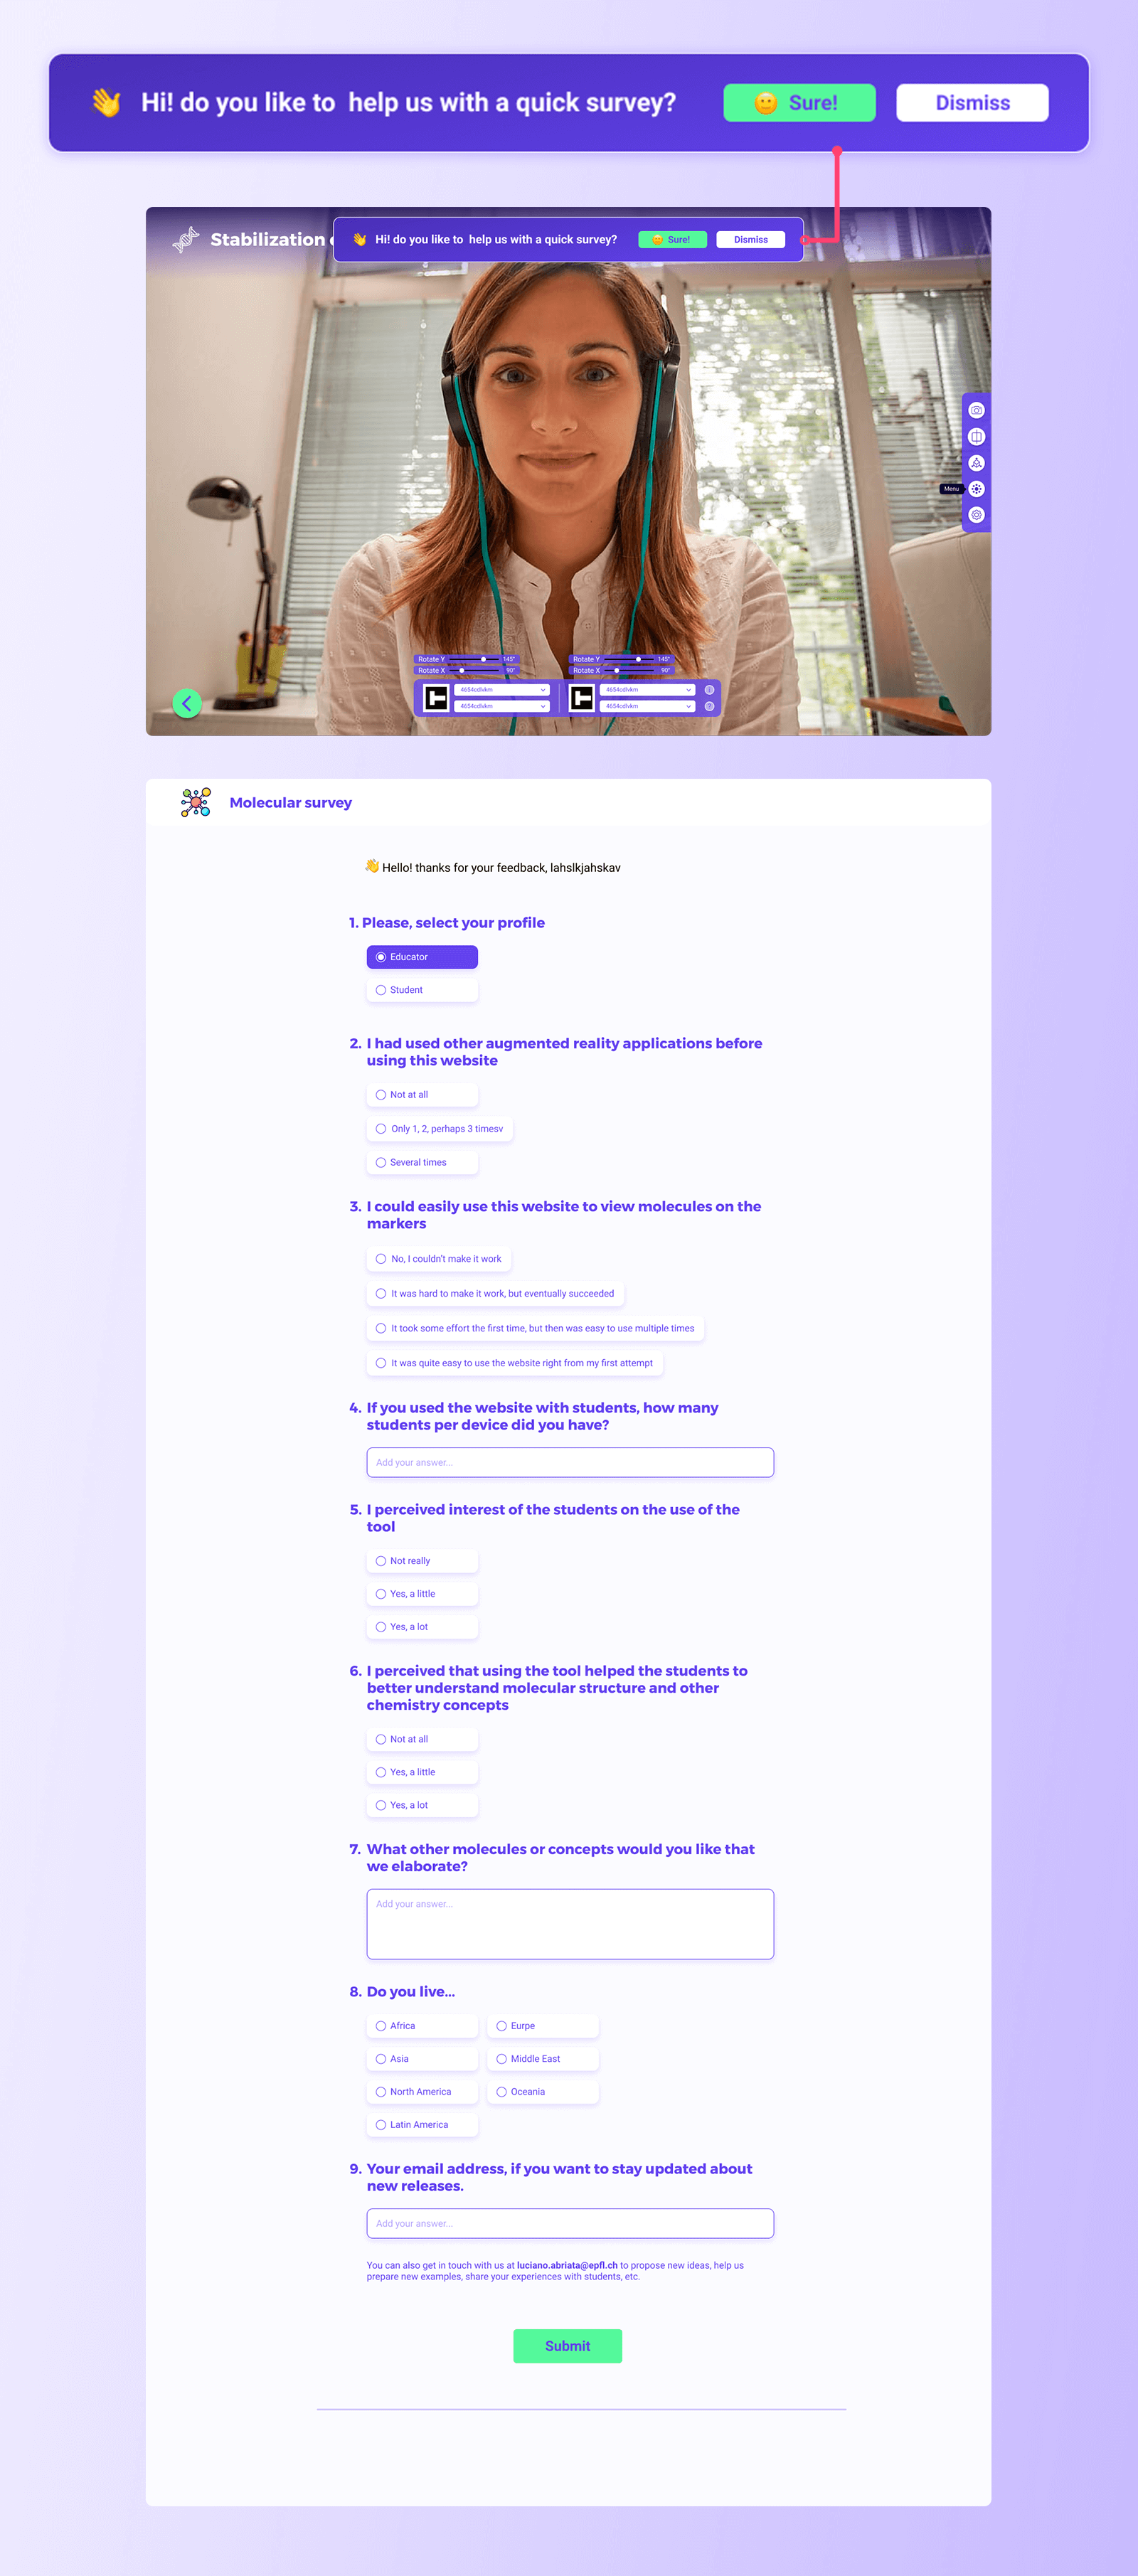 👋 Hi! do you like to  help us with a quick survey?
🙂 Sure!
Dismiss
Stabilization
👋 Hi! do you like to  help us with a quick survey?
🙂 Sure!
Dismiss
Menu
Rotate Y 145°
Rotate X 90°
Rotate Y 145°
Rotate X 90°
4654cdlvkm
4654cdlvkm
4654cdlvkm
4654cdlvkm
Molecular survey
👋 Hello! thanks for your feedback, lahslkjahskav
1. Please, select your profile
Educator
Student
2. I had used other augmented reality applications before
using this website
Not at all
Only 1, 2, perhaps 3 timesv
Several times
3. I could easily use this website to view molecules on the
markers
No, I couldn't make it work
It was hard to make it work, but eventually succeeded
It took some effort the first time, but then was easy to use multiple times
It was quite easy to use the website right from my first attempt
4. If you used the website with students, how many
students per device did you have?
Add your answer...
5. I perceived interest of the students on the use of the
tool
Not really
Yes, a little
Yes, a lot
6. I perceived that using the tool helped the students to
better understand molecular structure and other
chemistry concepts
Not at all
Yes, a little
Yes, a lot
7. What other molecules or concepts would you like that
we elaborate?
Add your answer...
8. Do you live...
Africa
Eurpe
Asia
Middle East
North America
Oceania
Latin America
9. Your email address, if you want to stay updated about
new releases.
Add your answer...
You can also get in touch with us at luciano.abriata@epfl.ch to propose new ideas, help us
prepare new examples, share your experiences with students, etc.
Submit